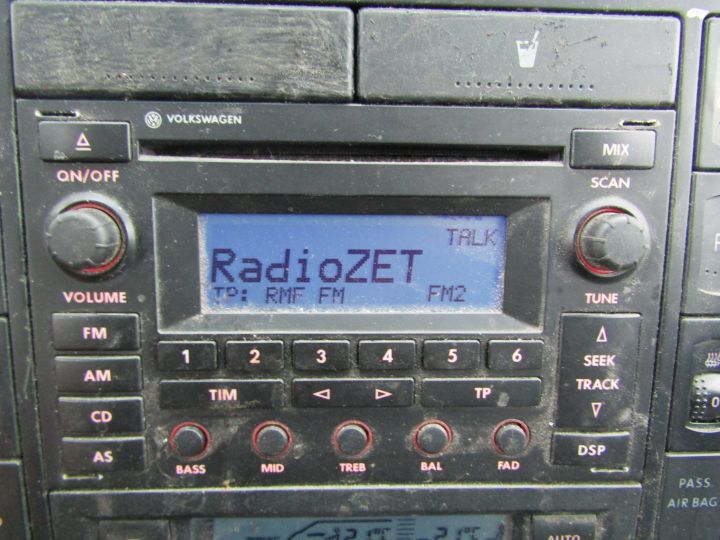 VOLKSWAGEN
MIX
ON/OFF
SCAN
TALK
RadioZET
TP: RMF FM FM2
VOLUME
TUNE
FM
AM
CD
AS
1 2 3 4 5 6
TIM
TP
SEEK
TRACK
BASS MID TREB BAL FAD
DSP
PASS
AIR BAG
AUTO